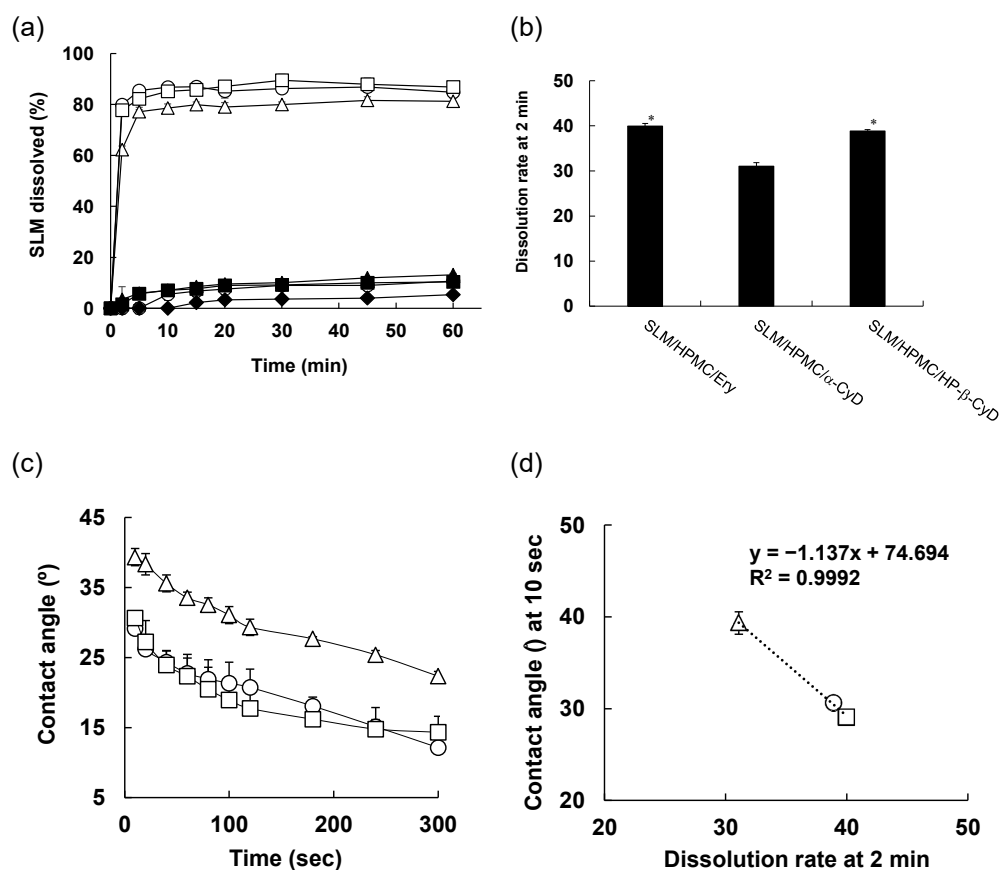 (a)
100
80
60
40
20
0
SLM dissolved (%)
0 10 20 30 40 50 60
Time (min)
(b)
50
40
30
20
10
0
Dissolution rate at 2 min
* *
SLM/HPMC/Ery
SLM/HPMC/α-CyD
SLM/HPMC/HP-β-CyD
(c)
45
35
25
15
5
Contact angle (º)
0 100 200 300
Time (sec)
(d)
50
40
30
20
Contact angle () at 10 sec
y = −1.137x + 74.694
R² = 0.9992
20 30 40 50
Dissolution rate at 2 min